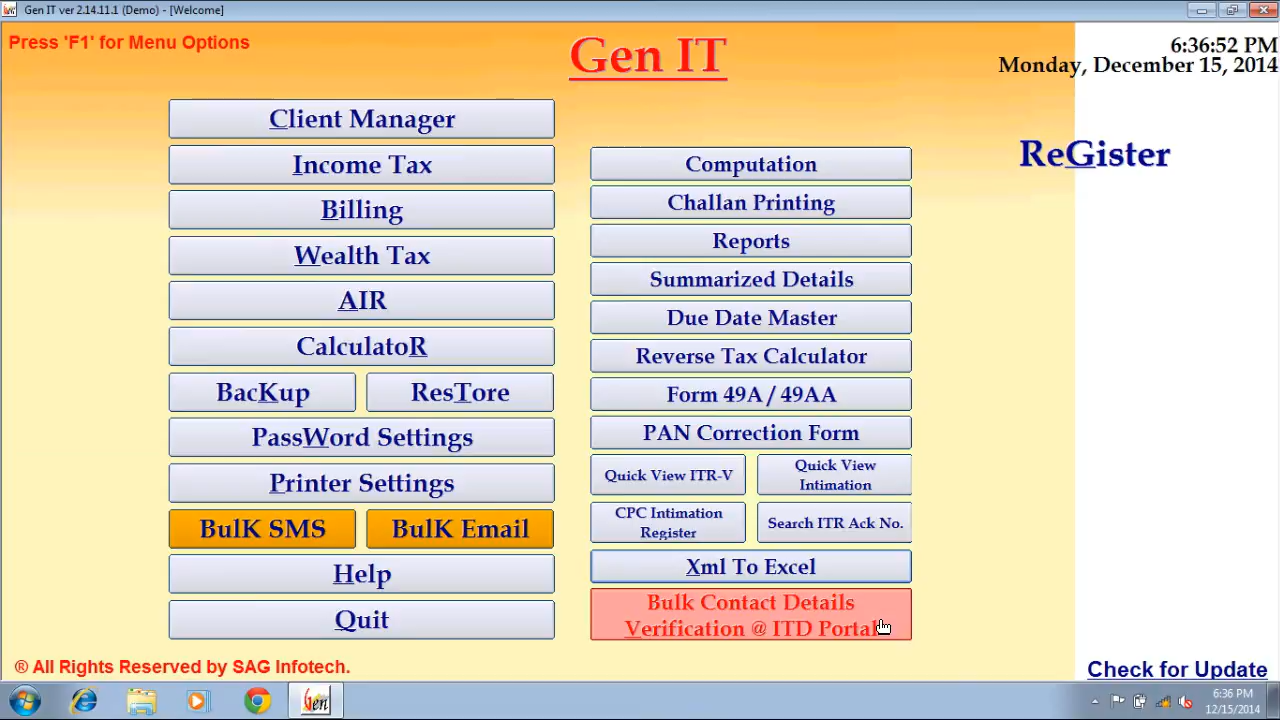 Gen IT ver 2.14.11.1 (Demo) - [Welcome]
Press 'F1' for Menu Options
Gen IT
6:36:52 PM
Monday, December 15, 2014
ReGister
Client Manager
Income Tax
Billing
Wealth Tax
AIR
CalculatoR
BacKup
ResTore
PassWord Settings
Printer Settings
BulK SMS
BulK Email
Help
Quit
Computation
Challan Printing
Reports
Summarized Details
Due Date Master
Reverse Tax Calculator
Form 49A / 49AA
PAN Correction Form
Quick View ITR-V
Quick View
Intimation
CPC Intimation
Register
Search ITR Ack No.
Xml To Excel
Bulk Contact Details
Verification @ ITD Portal
® All Rights Reserved by SAG Infotech.
Check for Update
Gen
6:36 PM
12/15/2014